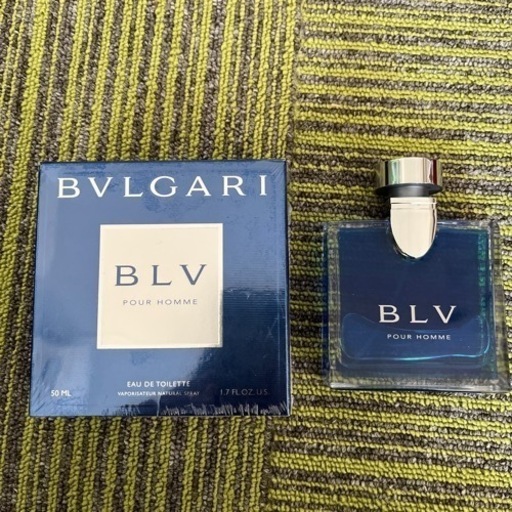 BVLGARI
BLV
POUR HOMME
EAU DE TOILETTE
50 ML VAPORISATEUR NATURAL SPRAY 1.7 FL.OZ. U.S.
BLV
POUR HOMME